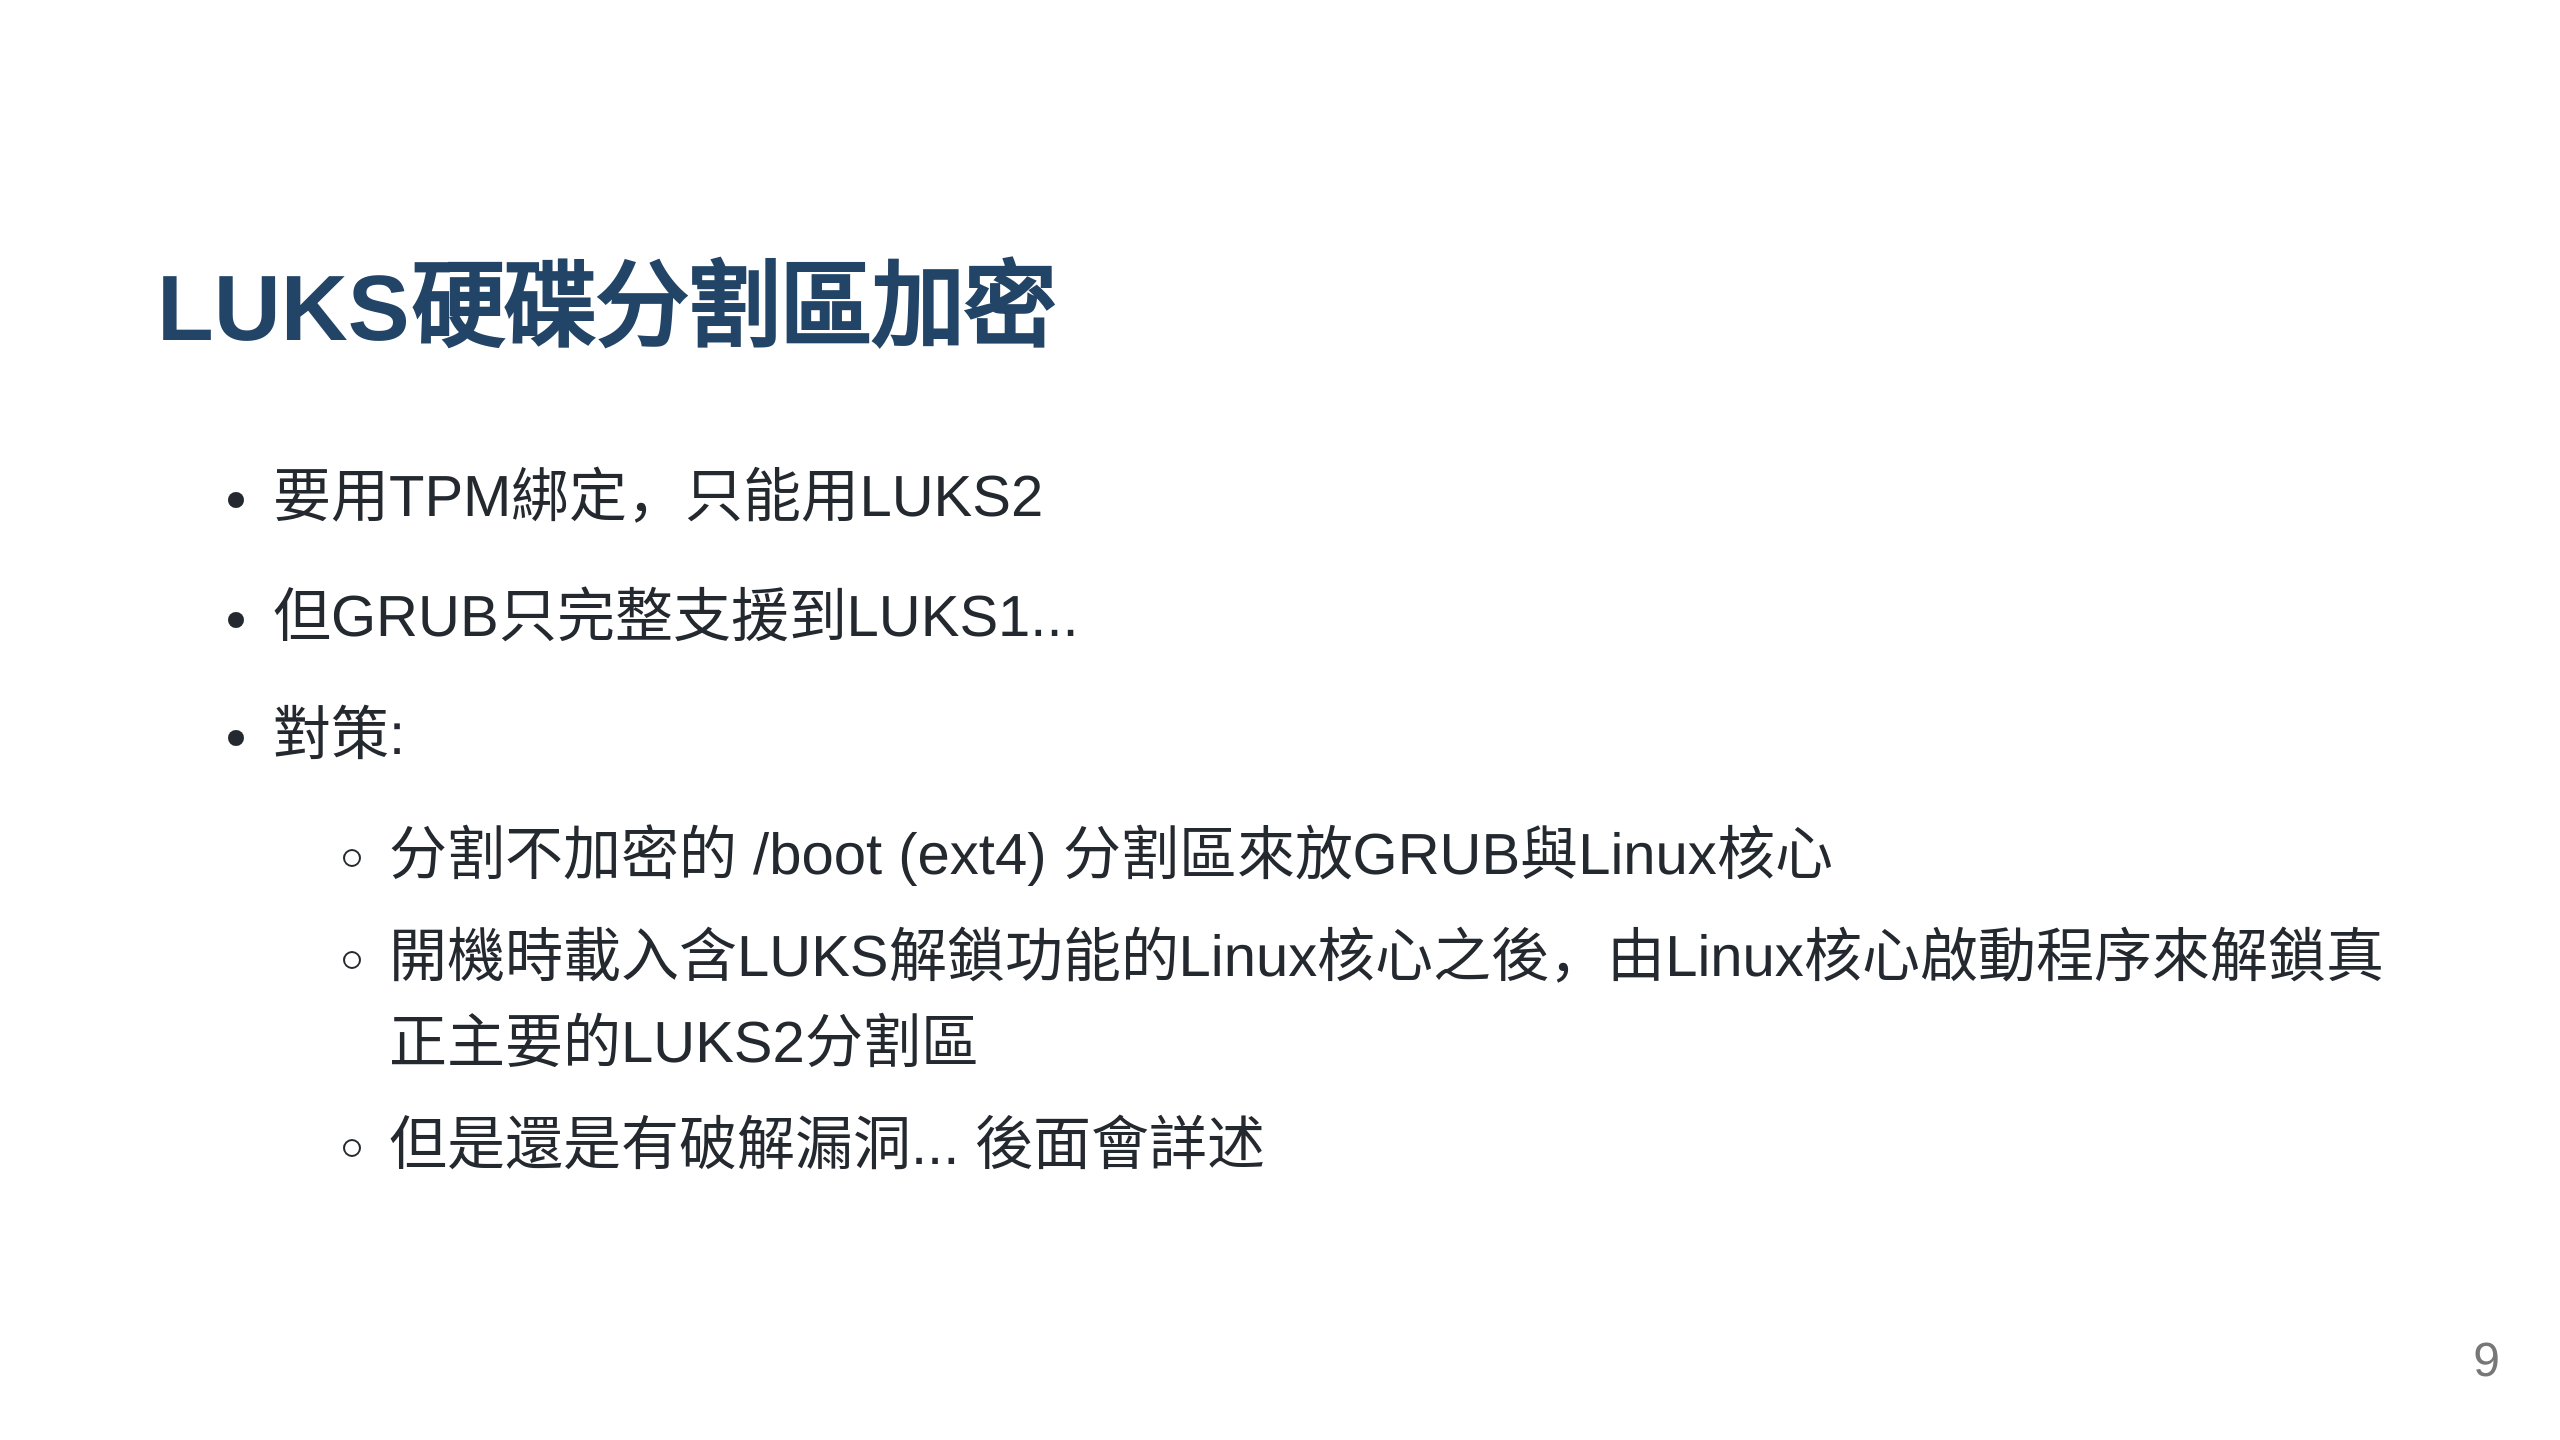 LUKS硬碟分割區加密
要用TPM綁定，只能用LUKS2
但GRUB只完整支援到LUKS1...
對策:
分割不加密的 /boot (ext4) 分割區來放GRUB與Linux核心
開機時載入含LUKS解鎖功能的Linux核心之後，由Linux核心啟動程序來解鎖真
正主要的LUKS2分割區
但是還是有破解漏洞... 後面會詳述
9